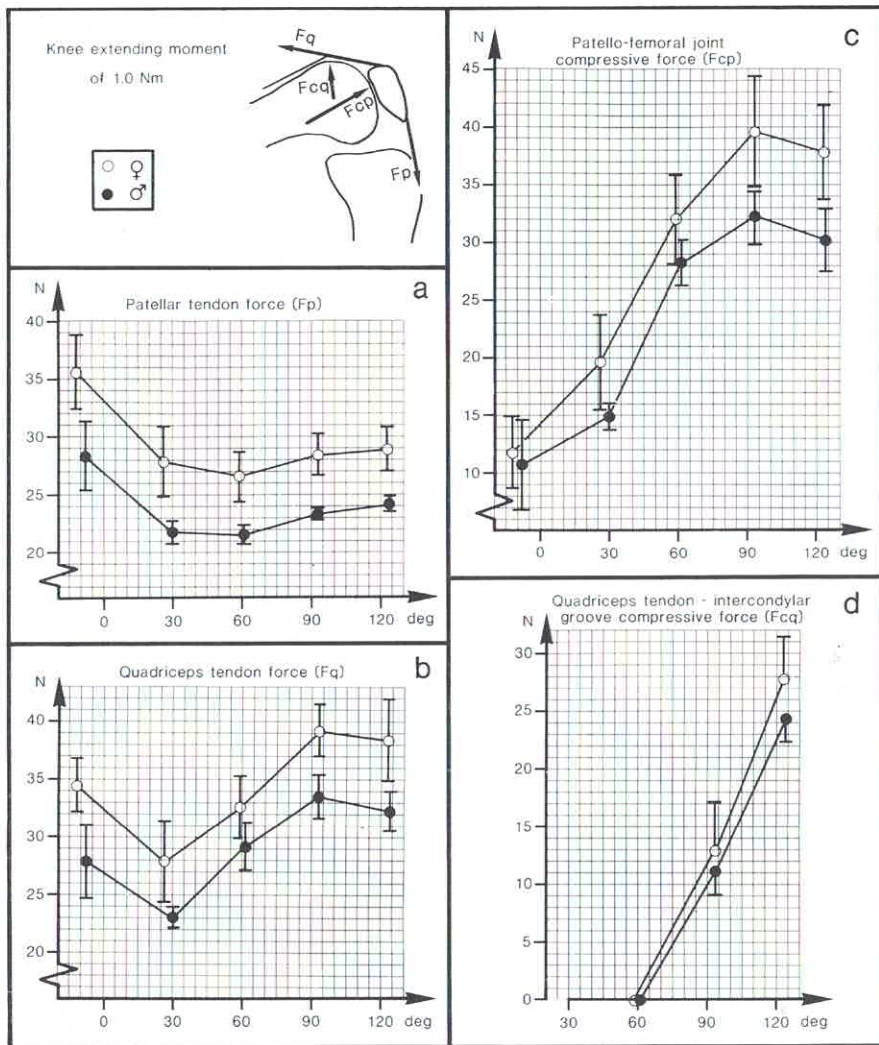 Knee extending moment
of 1.0 Nm
♀
♂
Fq
Fcq
Fcp
Fp
a
Patellar tendon force (Fp)
N
40
35
30
25
20
0 30 60 90 120 deg
b
Quadriceps tendon force (Fq)
N
40
35
30
25
20
0 30 60 90 120 deg
c
Patello-femoral joint
compressive force (Fcp)
N
45
40
35
30
25
20
15
10
0 30 60 90 120 deg
d
Quadriceps tendon - intercondylar
groove compressive force (Fcq)
N
30
25
20
15
10
5
0
30 60 90 120 deg